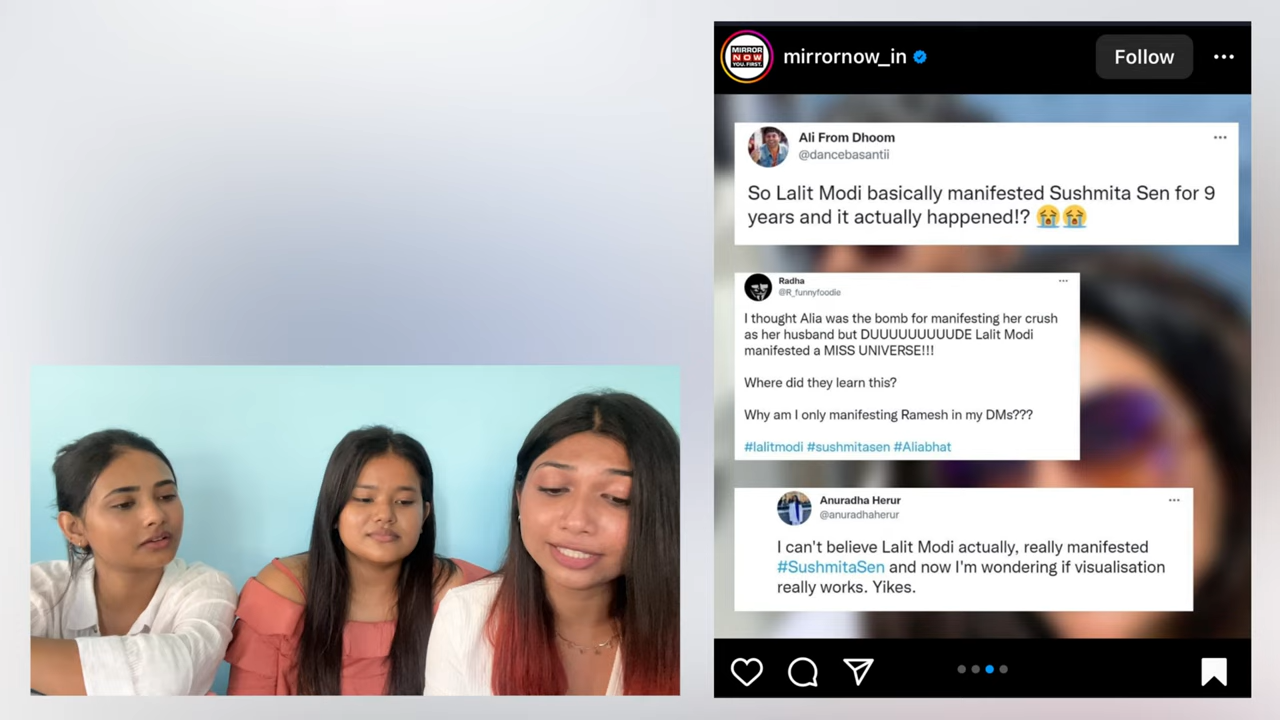 MIRROR
NOW
YOU. FIRST.
mirrornow_in
Follow
Ali From Dhoom
@dancebasantii
So Lalit Modi basically manifested Sushmita Sen for 9
years and it actually happened!? 😭😭
Radha
@R_funnyfoodie
I thought Alia was the bomb for manifesting her crush
as her husband but DUUUUUUUUUDE Lalit Modi
manifested a MISS UNIVERSE!!!
Where did they learn this?
Why am I only manifesting Ramesh in my DMs???
#lalitmodi #sushmitasen #Aliabhat
Anuradha Herur
@anuradhaherur
I can't believe Lalit Modi actually, really manifested
#SushmitaSen and now I'm wondering if visualisation
really works. Yikes.